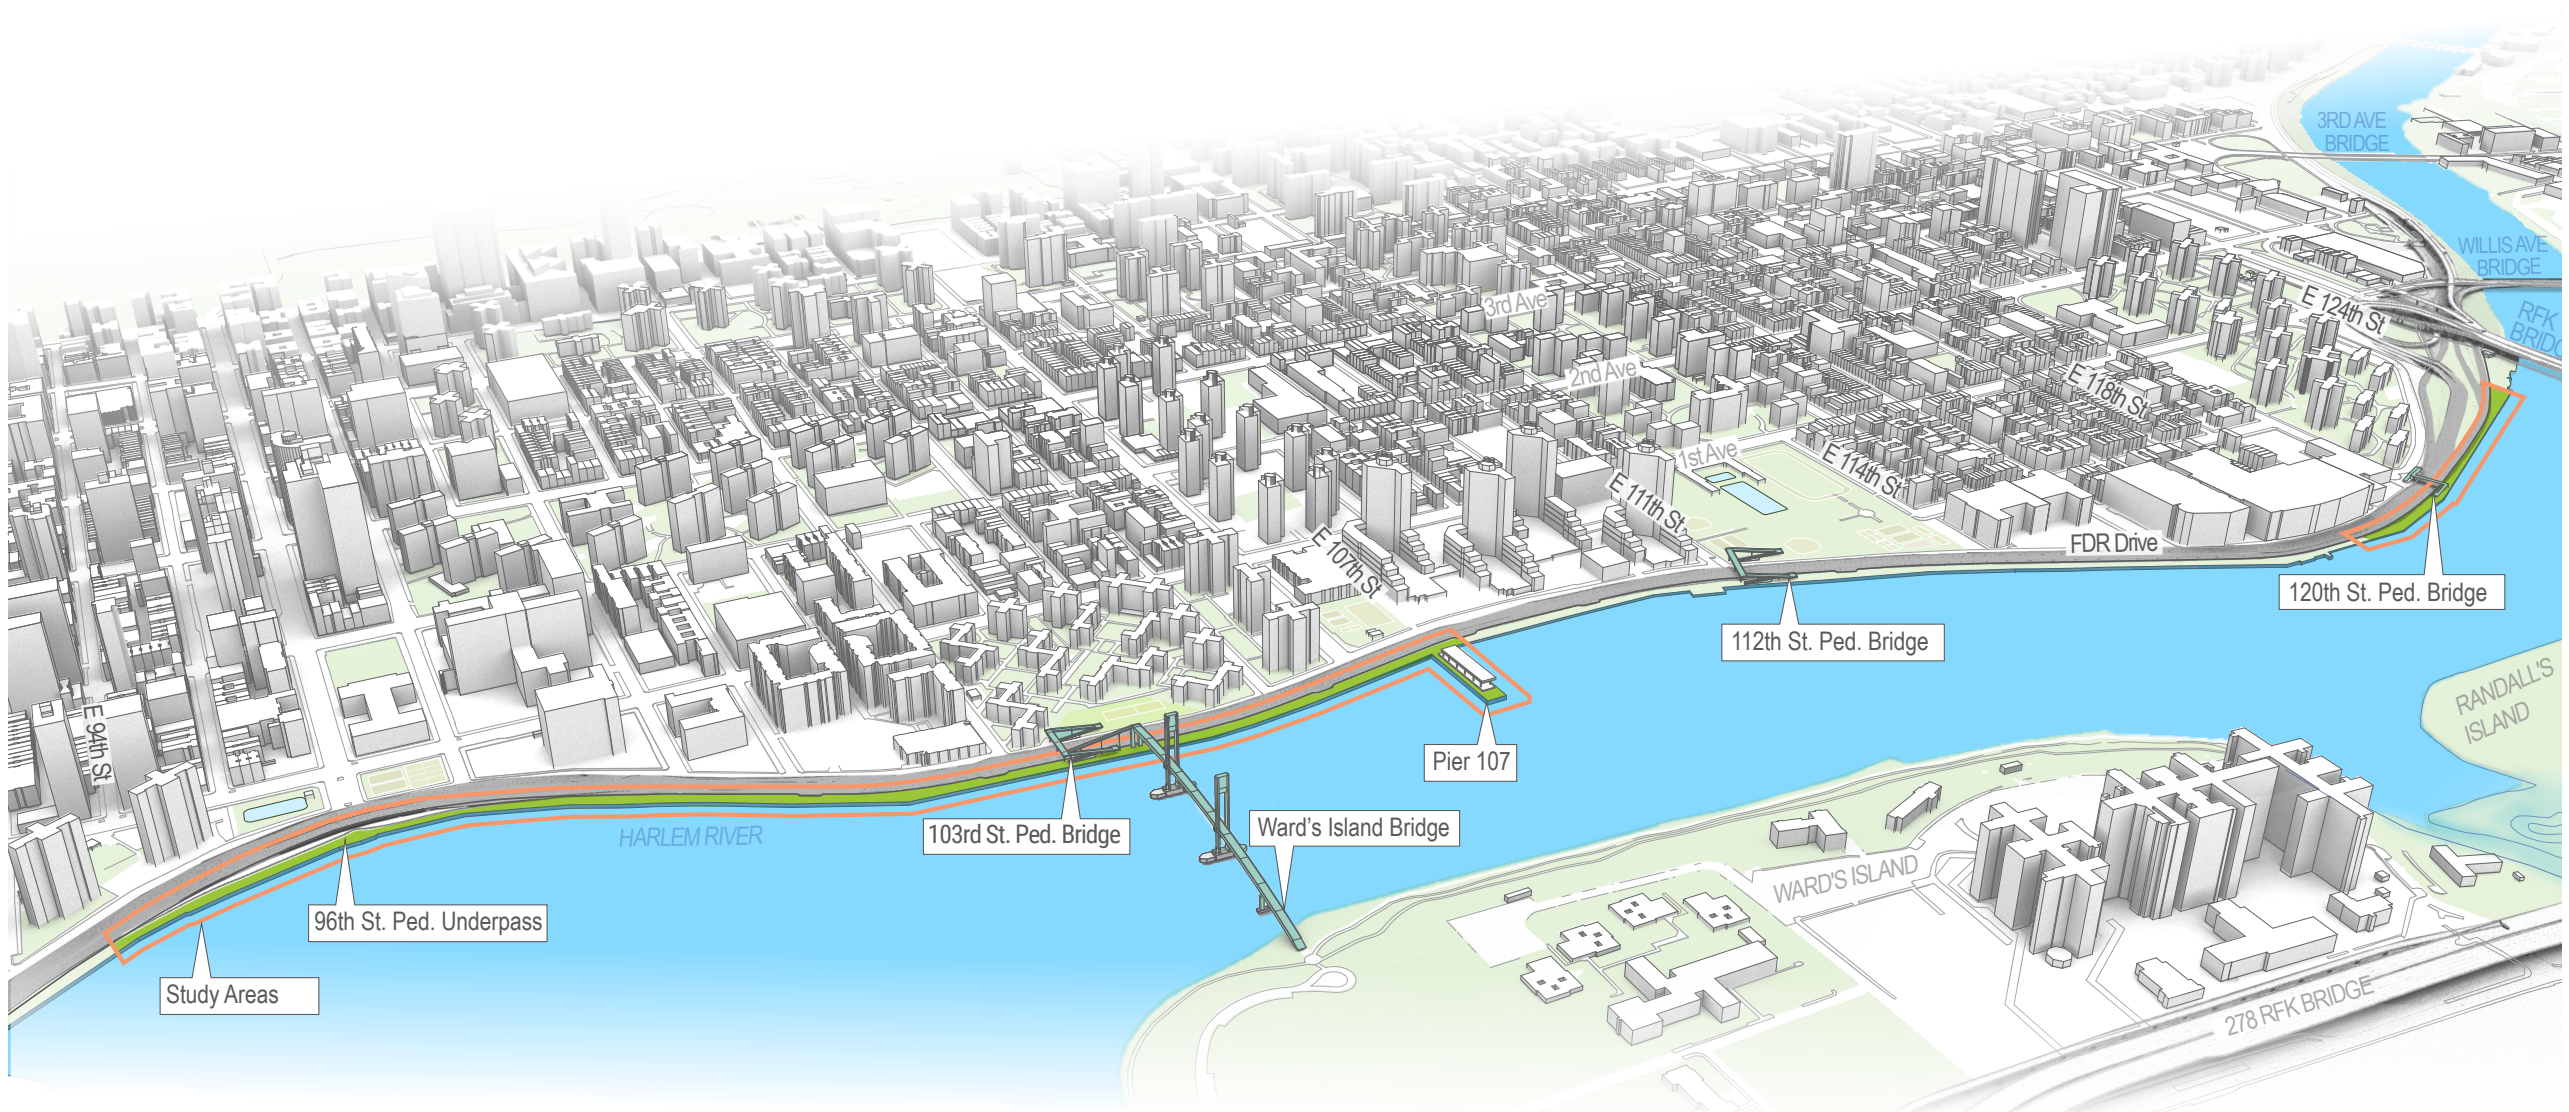 3RD AVE
BRIDGE
WILLIS AVE
BRIDGE
RFK
3rd Ave
E 124th St
2nd Ave
E 118th St
1st Ave
E 114th St
E 111th St
E 107th St
FDR Drive
120th St. Ped. Bridge
112th St. Ped. Bridge
RANDALL'S
ISLAND
E 94th St
Pier 107
HARLEM RIVER
103rd St. Ped. Bridge
Ward's Island Bridge
WARD'S ISLAND
96th St. Ped. Underpass
Study Areas
278 RFK BRIDGE